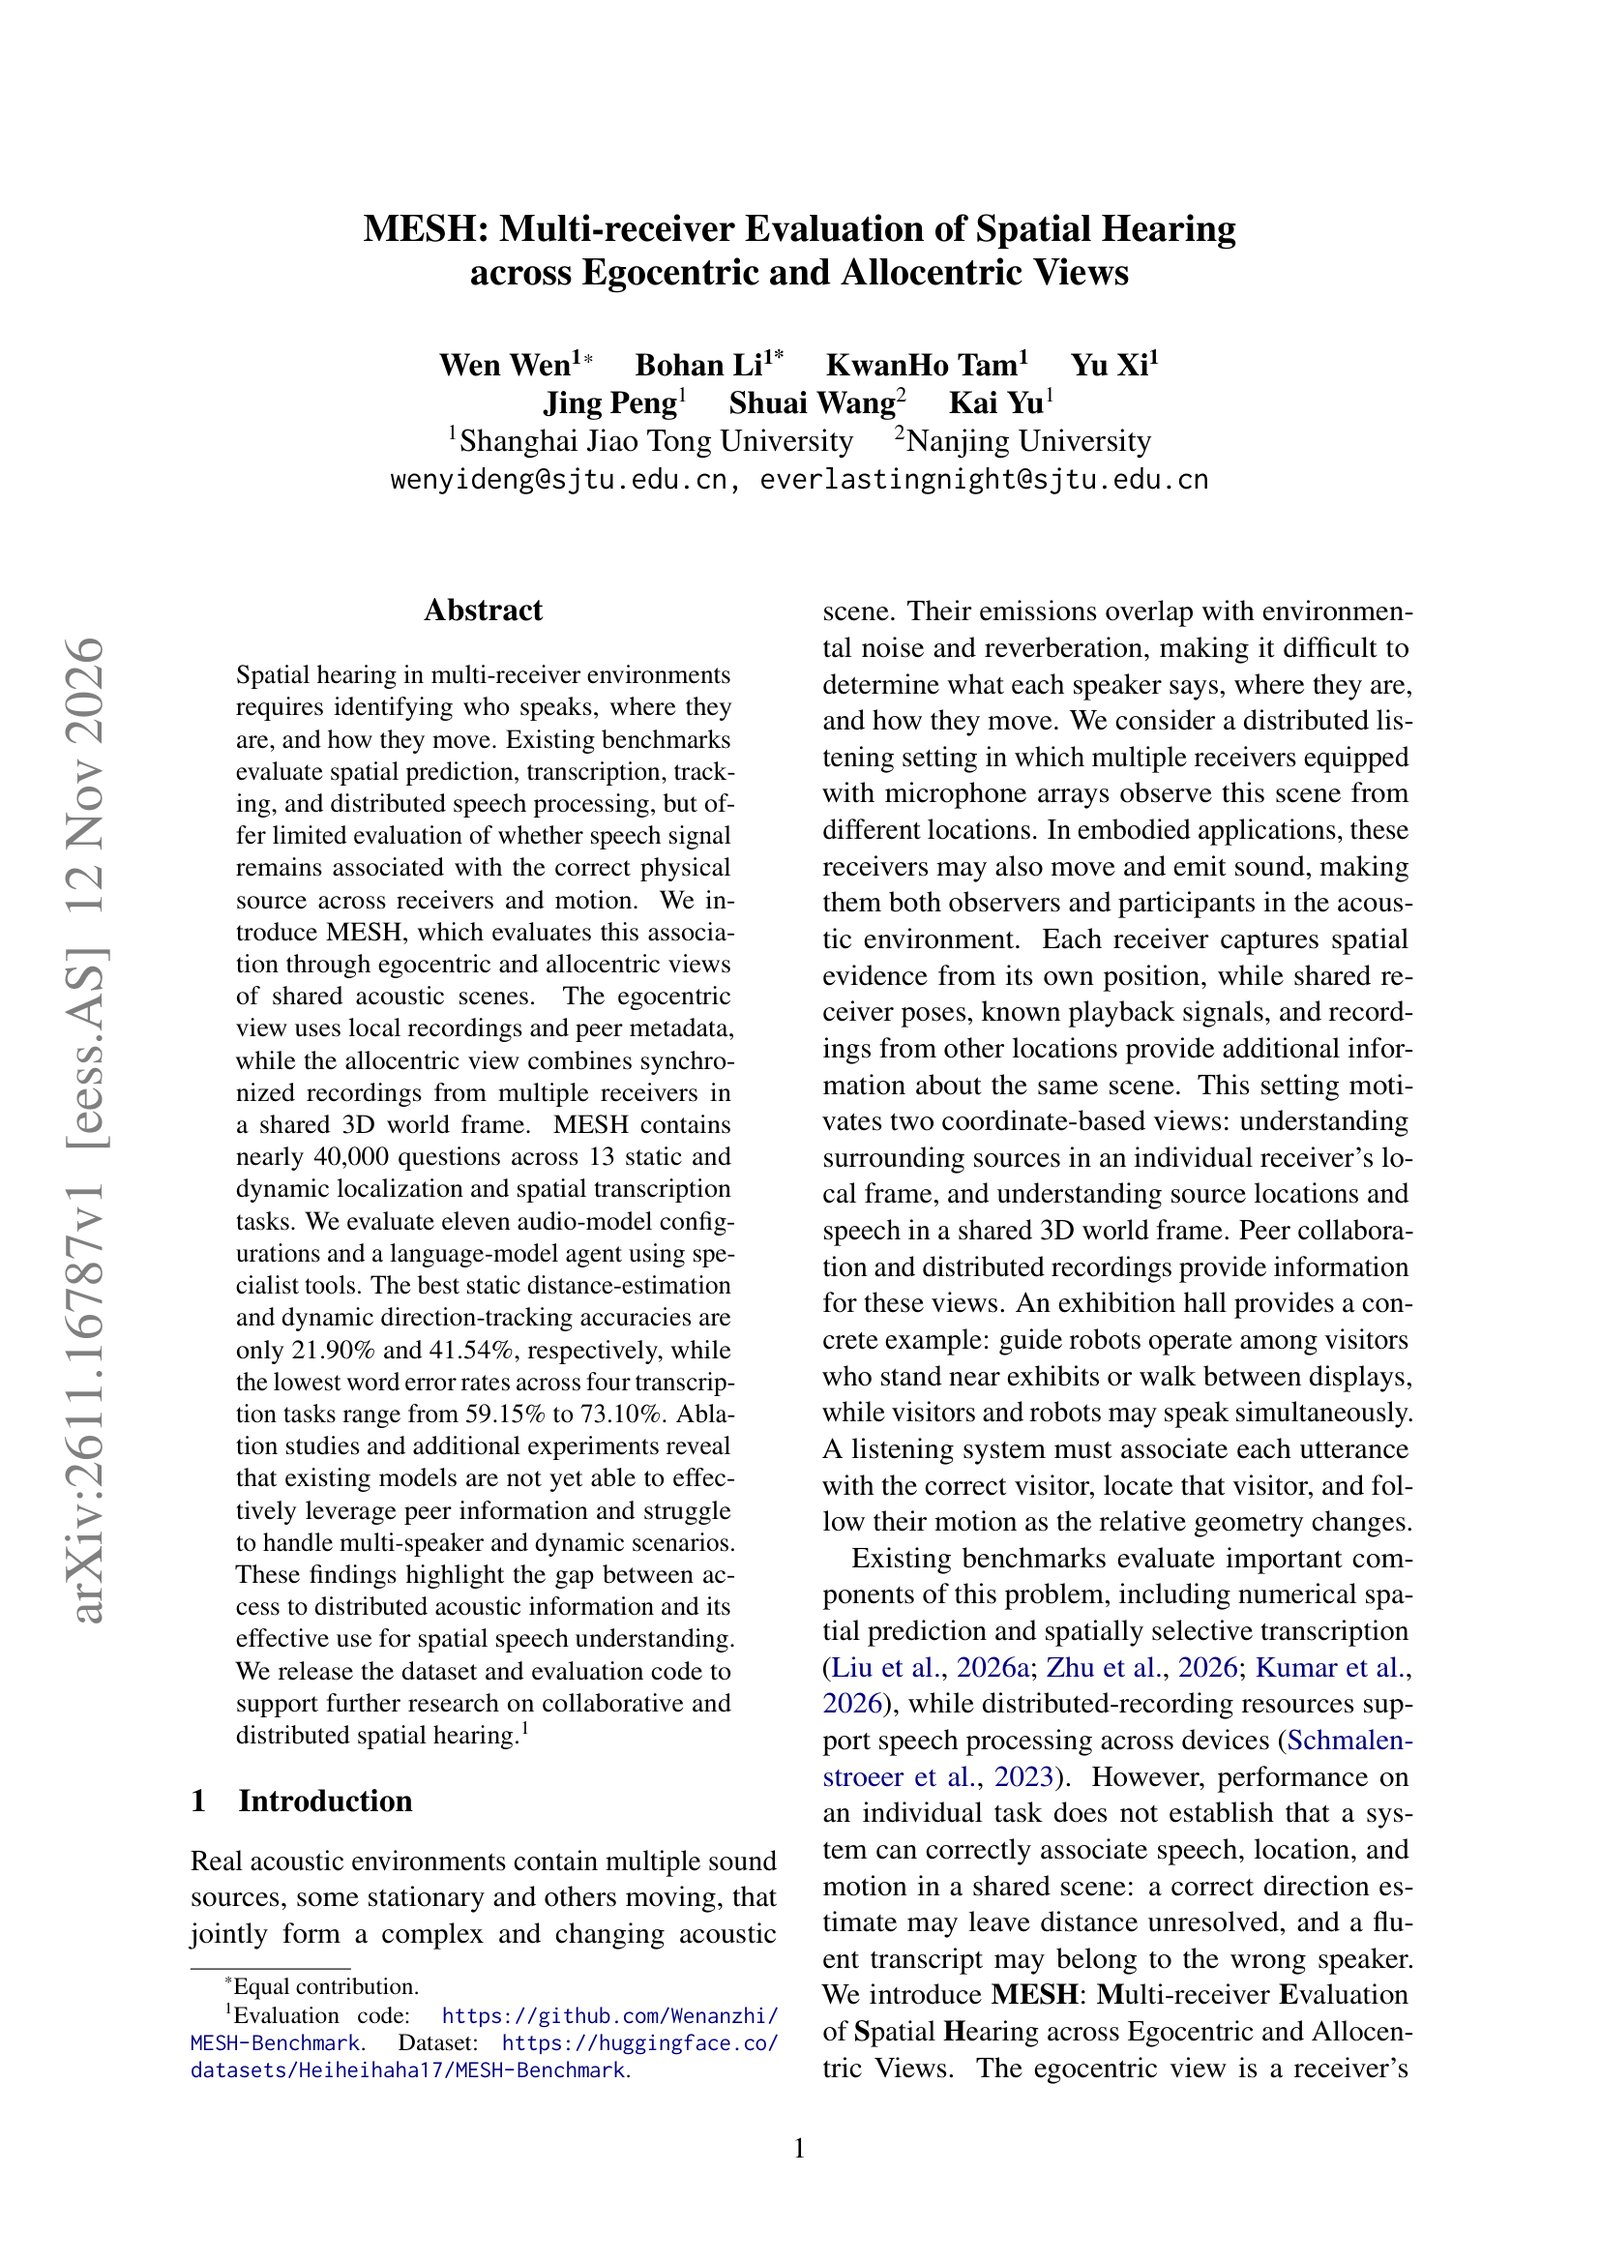 MESH: Multi-receiver Evaluation of Spatial Hearing
across Egocentric and Allocentric Views
Wen Wen1* Bohan Li1* KwanHo Tam1 Yu Xi1
Jing Peng1 Shuai Wang2 Kai Yu1
1Shanghai Jiao Tong University 2Nanjing University
wenyideng@sjtu.edu.cn, everlastingnight@sjtu.edu.cn
arXiv:2611.16787v1 [eess.AS] 12 Nov 2026
Abstract
Spatial hearing in multi-receiver environments
requires identifying who speaks, where they
are, and how they move. Existing benchmarks
evaluate spatial prediction, transcription, track-
ing, and distributed speech processing, but of-
fer limited evaluation of whether speech signal
remains associated with the correct physical
source across receivers and motion. We in-
troduce MESH, which evaluates this associa-
tion through egocentric and allocentric views
of shared acoustic scenes. The egocentric
view uses local recordings and peer metadata,
while the allocentric view combines synchro-
nized recordings from multiple receivers in
a shared 3D world frame. MESH contains
nearly 40,000 questions across 13 static and
dynamic localization and spatial transcription
tasks. We evaluate eleven audio-model config-
urations and a language-model agent using spe-
cialist tools. The best static distance-estimation
and dynamic direction-tracking accuracies are
only 21.90% and 41.54%, respectively, while
the lowest word error rates across four transcrip-
tion tasks range from 59.15% to 73.10%. Abla-
tion studies and additional experiments reveal
that existing models are not yet able to effec-
tively leverage peer information and struggle
to handle multi-speaker and dynamic scenarios.
These findings highlight the gap between ac-
cess to distributed acoustic information and its
effective use for spatial speech understanding.
We release the dataset and evaluation code to
support further research on collaborative and
distributed spatial hearing.1
1 Introduction
Real acoustic environments contain multiple sound
sources, some stationary and others moving, that
jointly form a complex and changing acoustic
*Equal contribution.
1Evaluation code: https://github.com/Wenanzhi/
MESH-Benchmark. Dataset: https://huggingface.co/
datasets/Heiheihaha17/MESH-Benchmark.
scene. Their emissions overlap with environmen-
tal noise and reverberation, making it difficult to
determine what each speaker says, where they are,
and how they move. We consider a distributed lis-
tening setting in which multiple receivers equipped
with microphone arrays observe this scene from
different locations. In embodied applications, these
receivers may also move and emit sound, making
them both observers and participants in the acous-
tic environment. Each receiver captures spatial
evidence from its own position, while shared re-
ceiver poses, known playback signals, and record-
ings from other locations provide additional infor-
mation about the same scene. This setting moti-
vates two coordinate-based views: understanding
surrounding sources in an individual receiver's lo-
cal frame, and understanding source locations and
speech in a shared 3D world frame. Peer collabora-
tion and distributed recordings provide information
for these views. An exhibition hall provides a con-
crete example: guide robots operate among visitors
who stand near exhibits or walk between displays,
while visitors and robots may speak simultaneously.
A listening system must associate each utterance
with the correct visitor, locate that visitor, and fol-
low their motion as the relative geometry changes.
Existing benchmarks evaluate important com-
ponents of this problem, including numerical spa-
tial prediction and spatially selective transcription
(Liu et al., 2026a; Zhu et al., 2026; Kumar et al.,
2026), while distributed-recording resources sup-
port speech processing across devices (Schmalen-
stroeer et al., 2023). However, performance on
an individual task does not establish that a sys-
tem can correctly associate speech, location, and
motion in a shared scene: a correct direction es-
timate may leave distance unresolved, and a flu-
ent transcript may belong to the wrong speaker.
We introduce MESH: Multi-receiver Evaluation
of Spatial Hearing across Egocentric and Allocen-
tric Views. The egocentric view is a receiver's
1